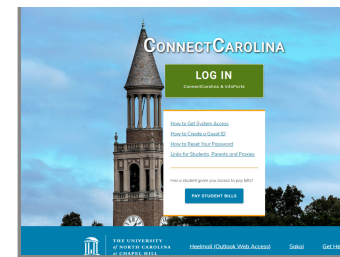 CONNECTCAROLINA
LOG IN
ConnectCarolina & InfoPorte
How to Get System Access
How to Create a Guest ID
How to Reset Your Password
Links for Students, Parents and Proxies
Has a student given you access to pay bills?
PAY STUDENT BILLS
THE UNIVERSITY
of NORTH CAROLINA
at CHAPEL HILL
Heelmail (Outlook Web Access)
Sakai
Get He